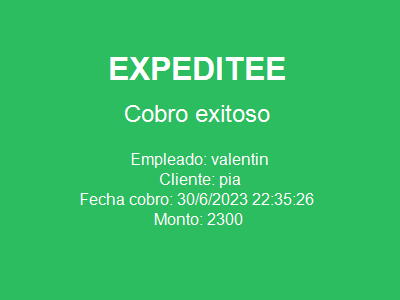 EXPEDITEE
Cobro exitoso
Empleado: valentin
Cliente: pia
Fecha cobro: 30/6/2023 22:35:26
Monto: 2300